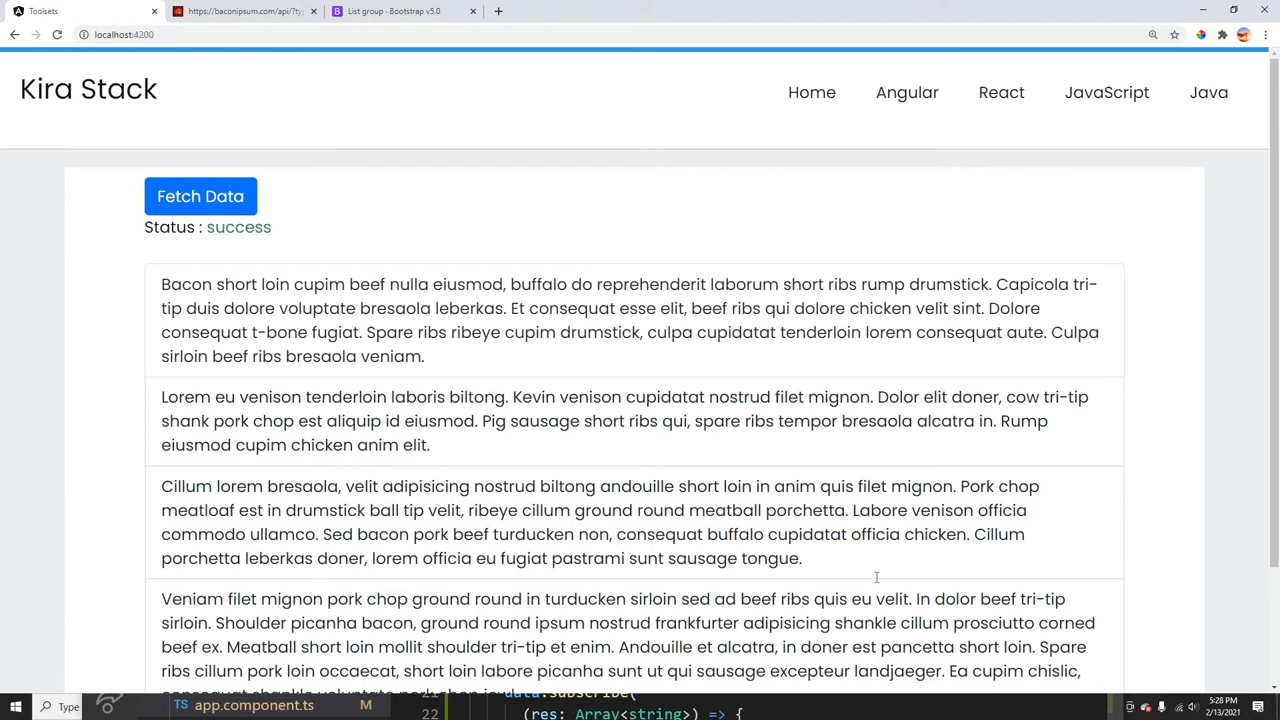 Toolsets
https://baconipsum.com/api/?ty
List group · Bootstrap v5.0
localhost:4200
Kira Stack
Home
Angular
React
JavaScript
Java
Fetch Data
Status : success
Bacon short loin cupim beef nulla eiusmod, buffalo do reprehenderit laborum short ribs rump drumstick. Capicola tri-
tip duis dolore voluptate bresaola leberkas. Et consequat esse elit, beef ribs qui dolore chicken velit sint. Dolore
consequat t-bone fugiat. Spare ribs ribeye cupim drumstick, culpa cupidatat tenderloin lorem consequat aute. Culpa
sirloin beef ribs bresaola veniam.
Lorem eu venison tenderloin laboris biltong. Kevin venison cupidatat nostrud filet mignon. Dolor elit doner, cow tri-tip
shank pork chop est aliquip id eiusmod. Pig sausage short ribs qui, spare ribs tempor bresaola alcatra in. Rump
eiusmod cupim chicken anim elit.
Cillum lorem bresaola, velit adipisicing nostrud biltong andouille short loin in anim quis filet mignon. Pork chop
meatloaf est in drumstick ball tip velit, ribeye cillum ground round meatball porchetta. Labore venison officia
commodo ullamco. Sed bacon pork beef turducken non, consequat buffalo cupidatat officia chicken. Cillum
porchetta leberkas doner, lorem officia eu fugiat pastrami sunt sausage tongue.
Veniam filet mignon pork chop ground round in turducken sirloin sed ad beef ribs quis eu velit. In dolor beef tri-tip
sirloin. Shoulder picanha bacon, ground round ipsum nostrud frankfurter adipisicing shankle cillum prosciutto corned
beef ex. Meatball short loin mollit shoulder tri-tip et enim. Andouille et alcatra, in doner est pancetta short loin. Spare
ribs cillum pork loin occaecat, short loin labore picanha sunt ut qui sausage excepteur landjaeger. Ea cupim chislic,
data.subscribe(
Type
TS app.component.ts M
22 (res: Array<string>) => {
5:28 PM
2/13/2021